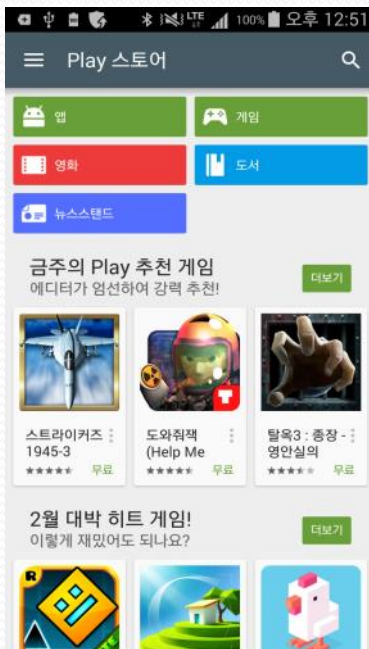 LTE 100% 오후 12:51
Play 스토어
앱 게임
영화 도서
뉴스스탠드
금주의 Play 추천 게임 더보기
에디터가 엄선하여 강력 추천!
스트라이커즈 도와줘잭 탈옥3 : 종장 -
1945-3 (Help Me 영안실의
무료 무료 무료
2월 대박 히트 게임! 더보기
이렇게 재밌어도 되나요?